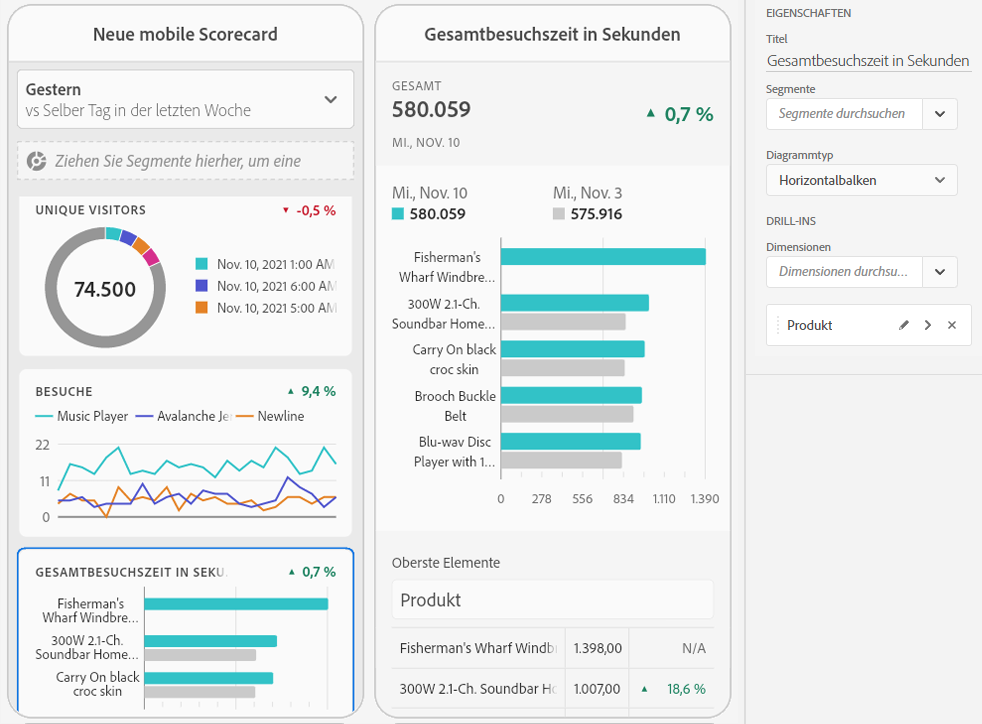 Neue mobile Scorecard
Gestern
vs Selber Tag in der letzten Woche
Ziehen Sie Segmente hierher, um eine
UNIQUE VISITORS
▼ -0,5 %
74.500
Nov. 10, 2021 1:00 AM
Nov. 10, 2021 6:00 AM
Nov. 10, 2021 5:00 AM
BESUCHE
▲ 9,4 %
Music Player
Avalanche Je
Newline
22
11
0
GESAMTBESUCHSZEIT IN SEKU.
▲ 0,7 %
Fisherman's
Wharf Windbre...
300W 2.1-Ch.
Soundbar Home...
Carry On black
croc skin
Gesamtbesuchszeit in Sekunden
GESAMT
580.059
▲ 0,7 %
MI., NOV. 10
Mi., Nov. 10
580.059
Mi., Nov. 3
575.916
Fisherman's
Wharf Windbre...
300W 2.1-Ch.
Soundbar Home...
Carry On black
croc skin
Brooch Buckle
Belt
Blu-wav Disc
Player with 1...
0 278 556 834 1.110 1.390
Oberste Elemente
Produkt
Fisherman's Wharf Windb 1.398,00 N/A
300W 2.1-Ch. Soundbar Ho 1.007,00 ▲ 18,6 %
EIGENSCHAFTEN
Titel
Gesamtbesuchszeit in Sekunden
Segmente
Segmente durchsuchen
Diagrammtyp
Horizontalbalken
DRILL-INS
Dimensionen
Dimensionen durchsu...
Produkt